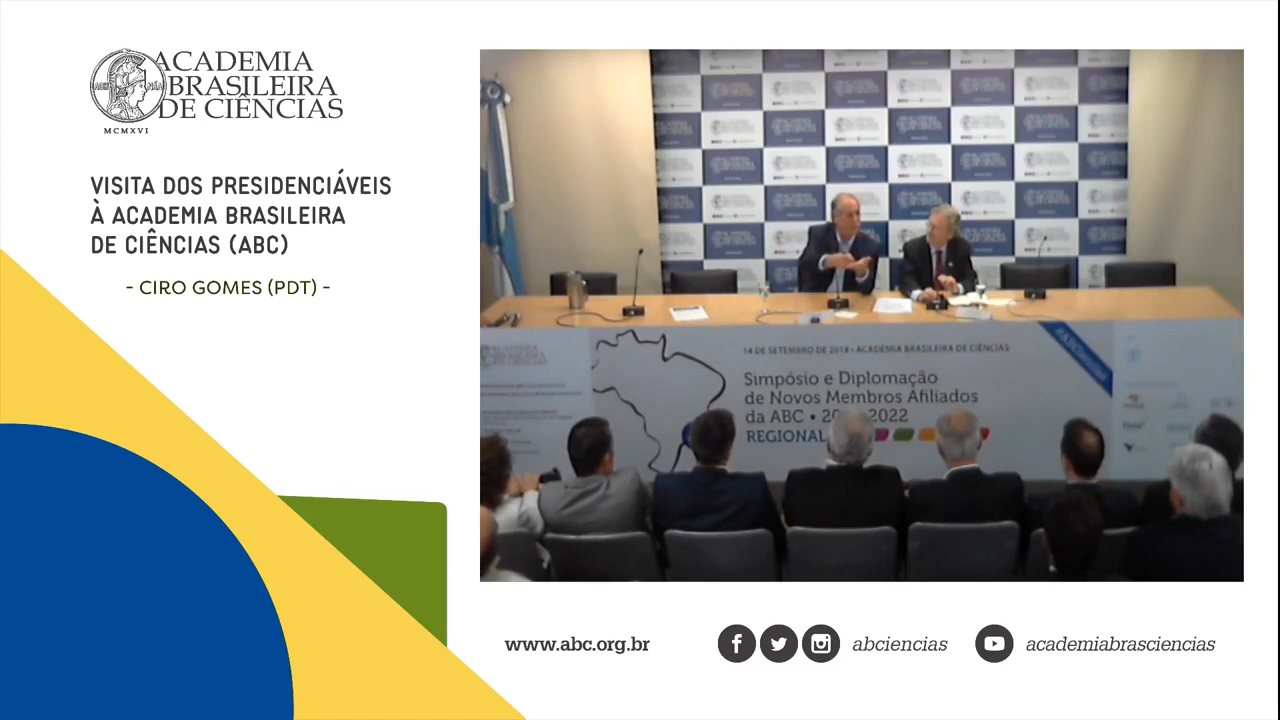 ACADEMIA
BRASILEIRA
DE CIÊNCIAS
MCMXVI
VISITA DOS PRESIDENCIÁVEIS
À ACADEMIA BRASILEIRA
DE CIÊNCIAS (ABC)
- CIRO GOMES (PDT) -
14 DE SETEMBRO DE 2018 • ACADEMIA BRASILEIRA DE CIÊNCIAS
Simpósio e Diplomação
de Novos Membros Afiliados
da ABC • 2022
REGIONAL
www.abc.org.br
abciencias
academiabrasciencias